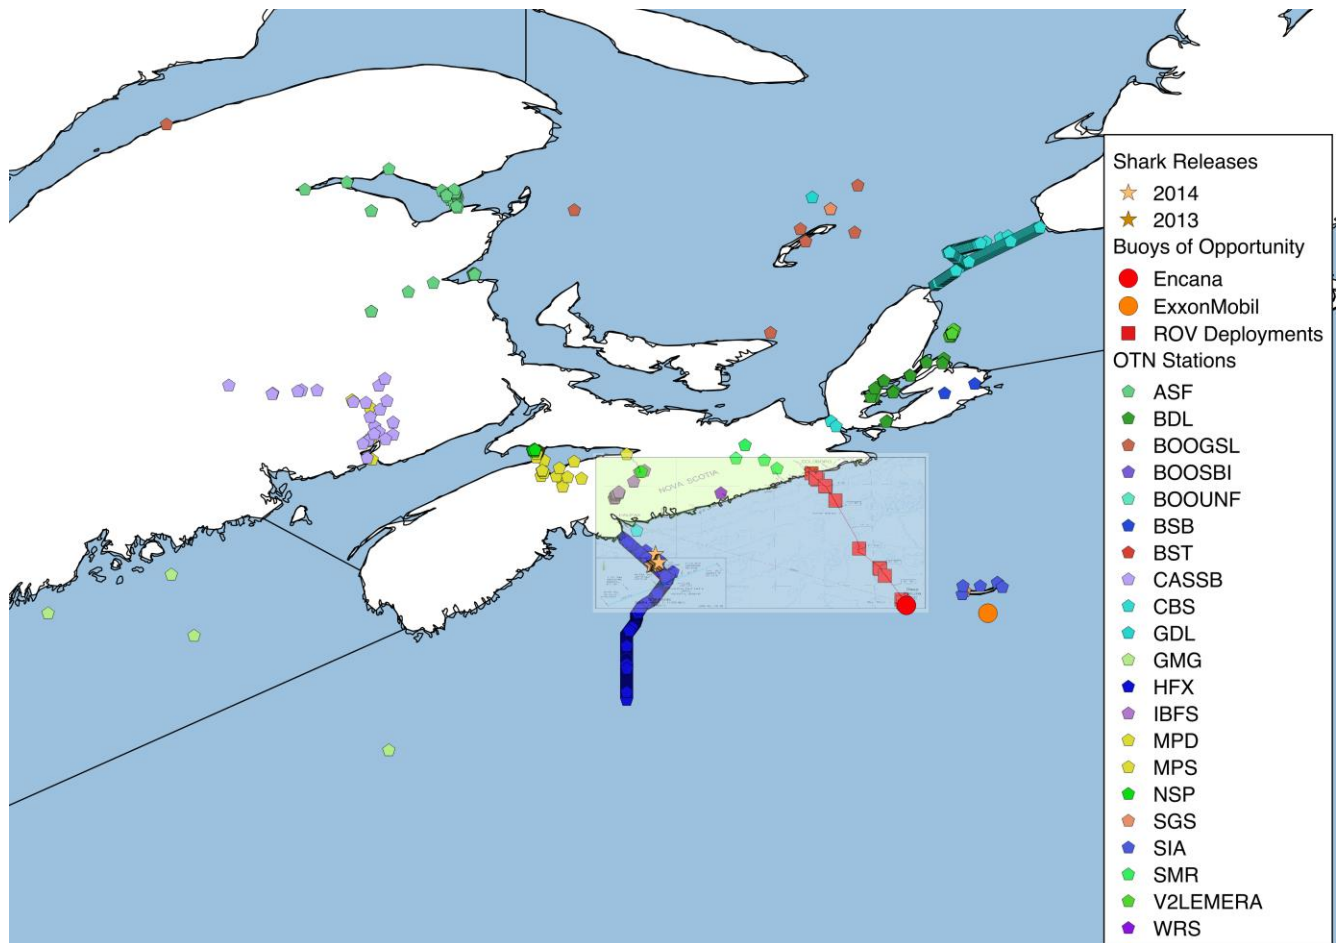 NOVA SCOTIA
Shark Releases
2014
2013
Buoys of Opportunity
Encana
ExxonMobil
ROV Deployments
OTN Stations
ASF
BDL
BOOGSL
BOOSBI
BOOUNF
BSB
BST
CASSB
CBS
GDL
GMG
HFX
IBFS
MPD
MPS
NSP
SGS
SIA
SMR
V2LEMERA
WRS